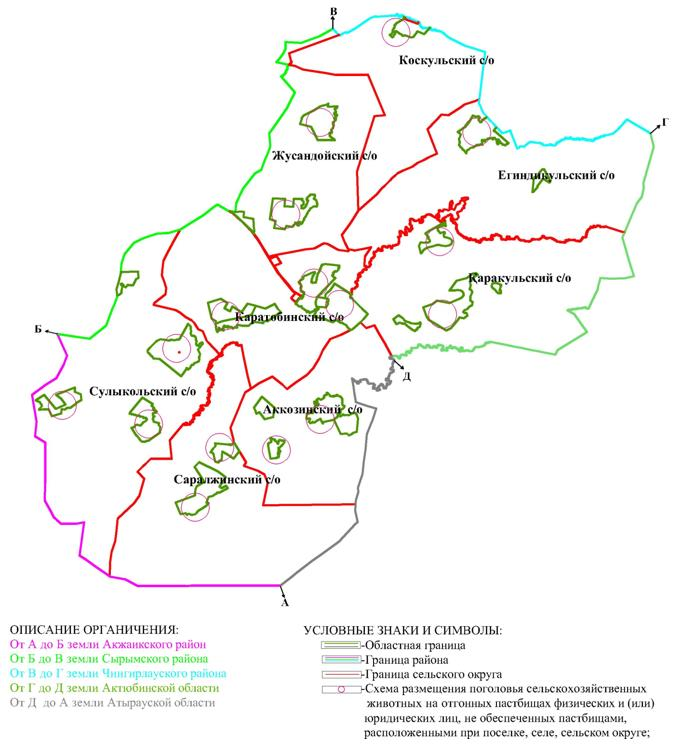 В
Коскульский с/о
Г
Жусандойский с/о
Егиндикульский с/о
Каракульский с/о
Каратобинский с/о
Б
Д
Сулыкольский с/о
Аккозинский с/о
Саралжинский с/о
А
ОПИСАНИЕ ОРГАНИЧЕНИЯ:
От А до Б земли Акжаикского район
От Б до В земли Сырымского района
От В до Г земли Чингирлауского района
От Г до Д земли Актюбинской области
От Д до А земли Атырауской области
УСЛОВНЫЕ ЗНАКИ И СИМВОЛЫ:
-Областная граница
-Граница района
-Граница сельского округа
-Схема размещения поголовья сельскохозяйственных
животных на отгонных пастбищах физических и (или)
юридических лиц, не обеспеченных пастбищами,
расположенными при поселке, селе, сельском округе;